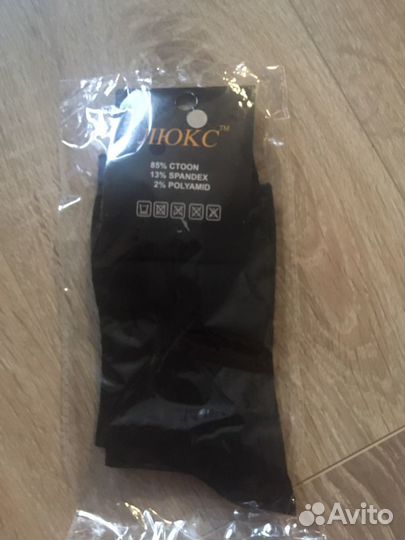 ЛЮКС™
85% CTOON
13% SPANDEX
2% POLYAMID
Avito